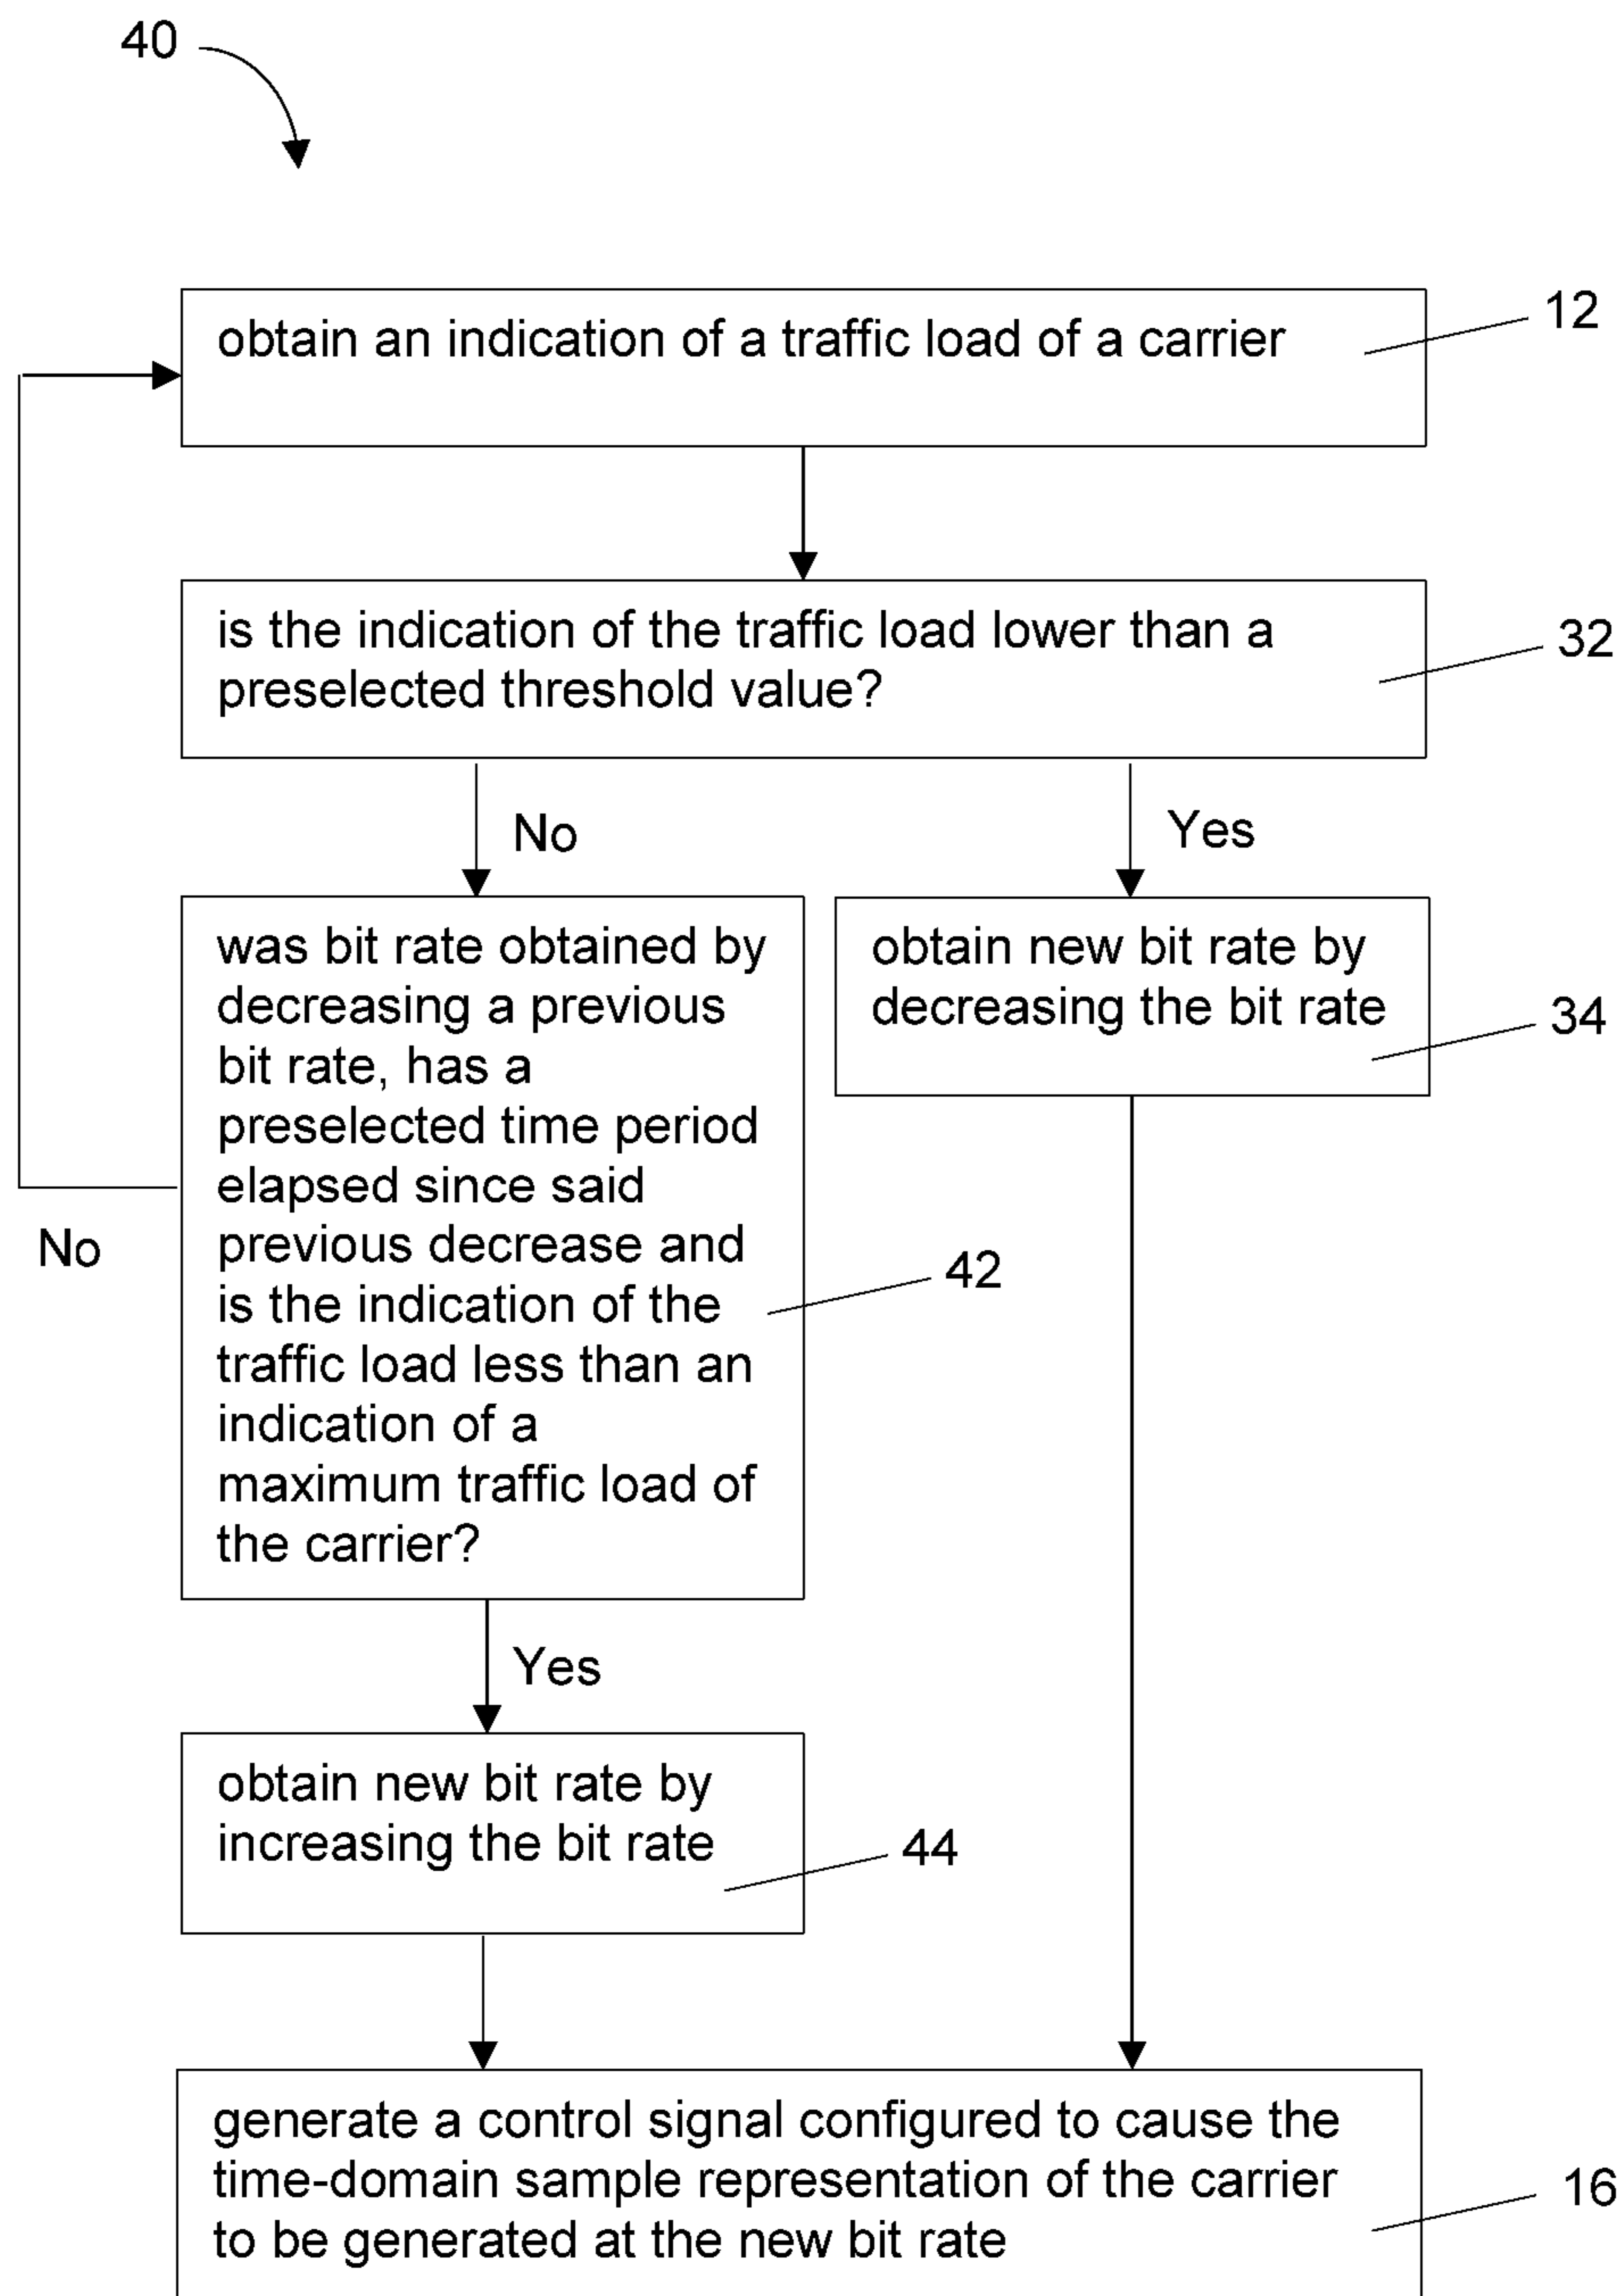 40
obtain an indication of a traffic load of a carrier
12
is the indication of the traffic load lower than a
preselected threshold value?
32
No
Yes
was bit rate obtained by
decreasing a previous
bit rate, has a
preselected time period
elapsed since said
previous decrease and
is the indication of the
traffic load less than an
indication of a
maximum traffic load of
the carrier?
42
obtain new bit rate by
decreasing the bit rate
34
No
Yes
obtain new bit rate by
increasing the bit rate
44
generate a control signal configured to cause the
time-domain sample representation of the carrier
to be generated at the new bit rate
16